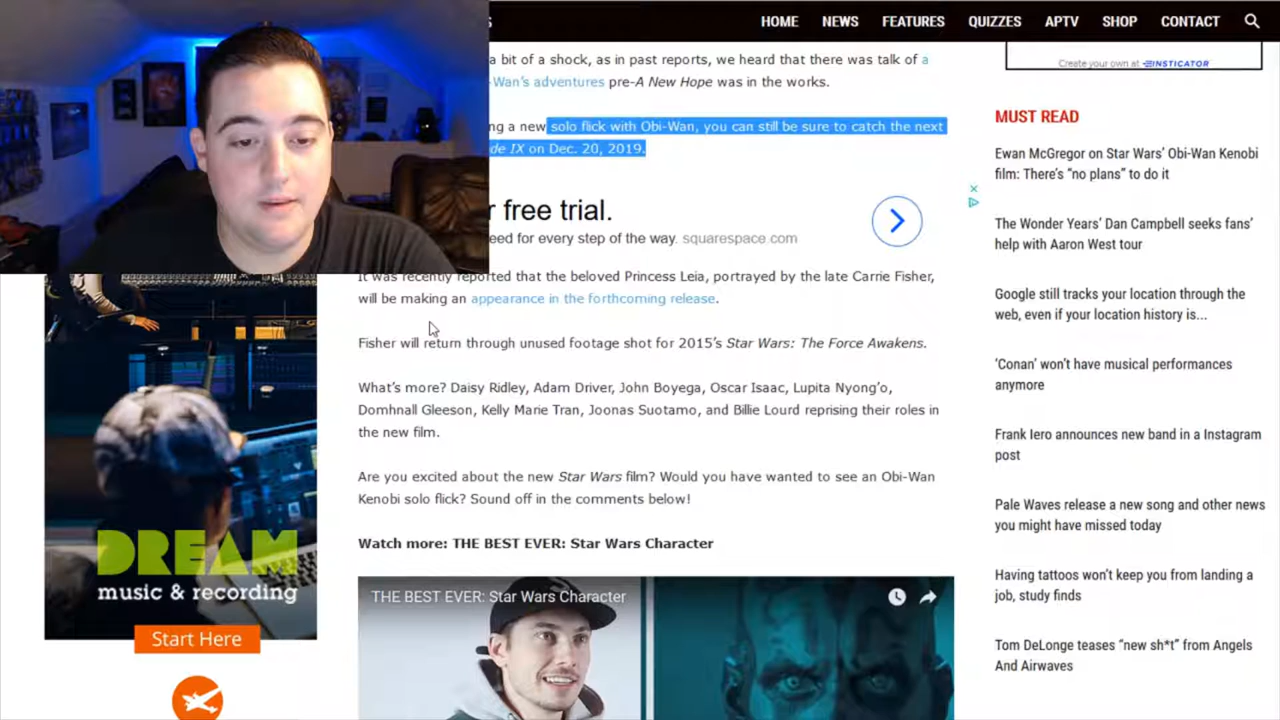 S
HOME NEWS FEATURES QUIZZES APTV SHOP CONTACT
a bit of a shock, as in past reports, we heard that there was talk of a
-Wan's adventures pre-A New Hope was in the works.
ng a new solo flick with Obi-Wan, you can still be sure to catch the next
de IX on Dec. 20, 2019.
r free trial.
eed for every step of the way. squarespace.com
It was recently reported that the beloved Princess Leia, portrayed by the late Carrie Fisher,
will be making an appearance in the forthcoming release.
Fisher will return through unused footage shot for 2015's Star Wars: The Force Awakens.
What's more? Daisy Ridley, Adam Driver, John Boyega, Oscar Isaac, Lupita Nyong'o,
Domhnall Gleeson, Kelly Marie Tran, Joonas Suotamo, and Billie Lourd reprising their roles in
the new film.
Are you excited about the new Star Wars film? Would you have wanted to see an Obi-Wan
Kenobi solo flick? Sound off in the comments below!
Watch more: THE BEST EVER: Star Wars Character
THE BEST EVER: Star Wars Character
DREAM
music & recording
Start Here
Create your own at INSTICATOR
MUST READ
Ewan McGregor on Star Wars' Obi-Wan Kenobi
film: There's "no plans" to do it
The Wonder Years' Dan Campbell seeks fans'
help with Aaron West tour
Google still tracks your location through the
web, even if your location history is...
'Conan' won't have musical performances
anymore
Frank Iero announces new band in a Instagram
post
Pale Waves release a new song and other news
you might have missed today
Having tattoos won't keep you from landing a
job, study finds
Tom DeLonge teases "new sh*t" from Angels
And Airwaves